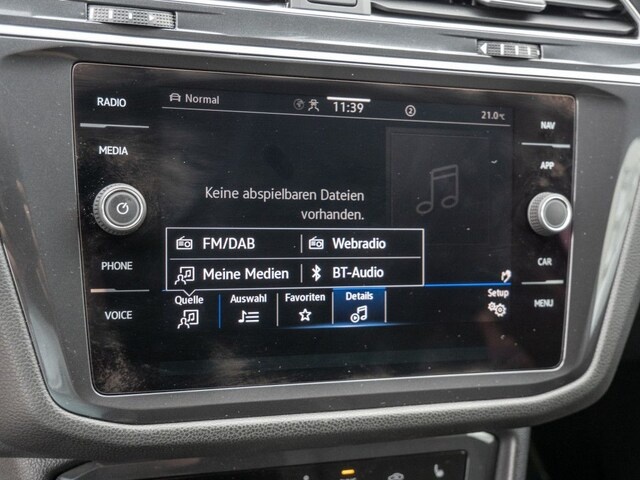 RADIO
MEDIA
PHONE
VOICE
Normal
11:39
2
21.0°C
Keine abspielbaren Dateien
vorhanden.
FM/DAB
Webradio
Meine Medien
BT-Audio
Quelle
Auswahl
Favoriten
Details
Setup
NAV
APP
CAR
MENU